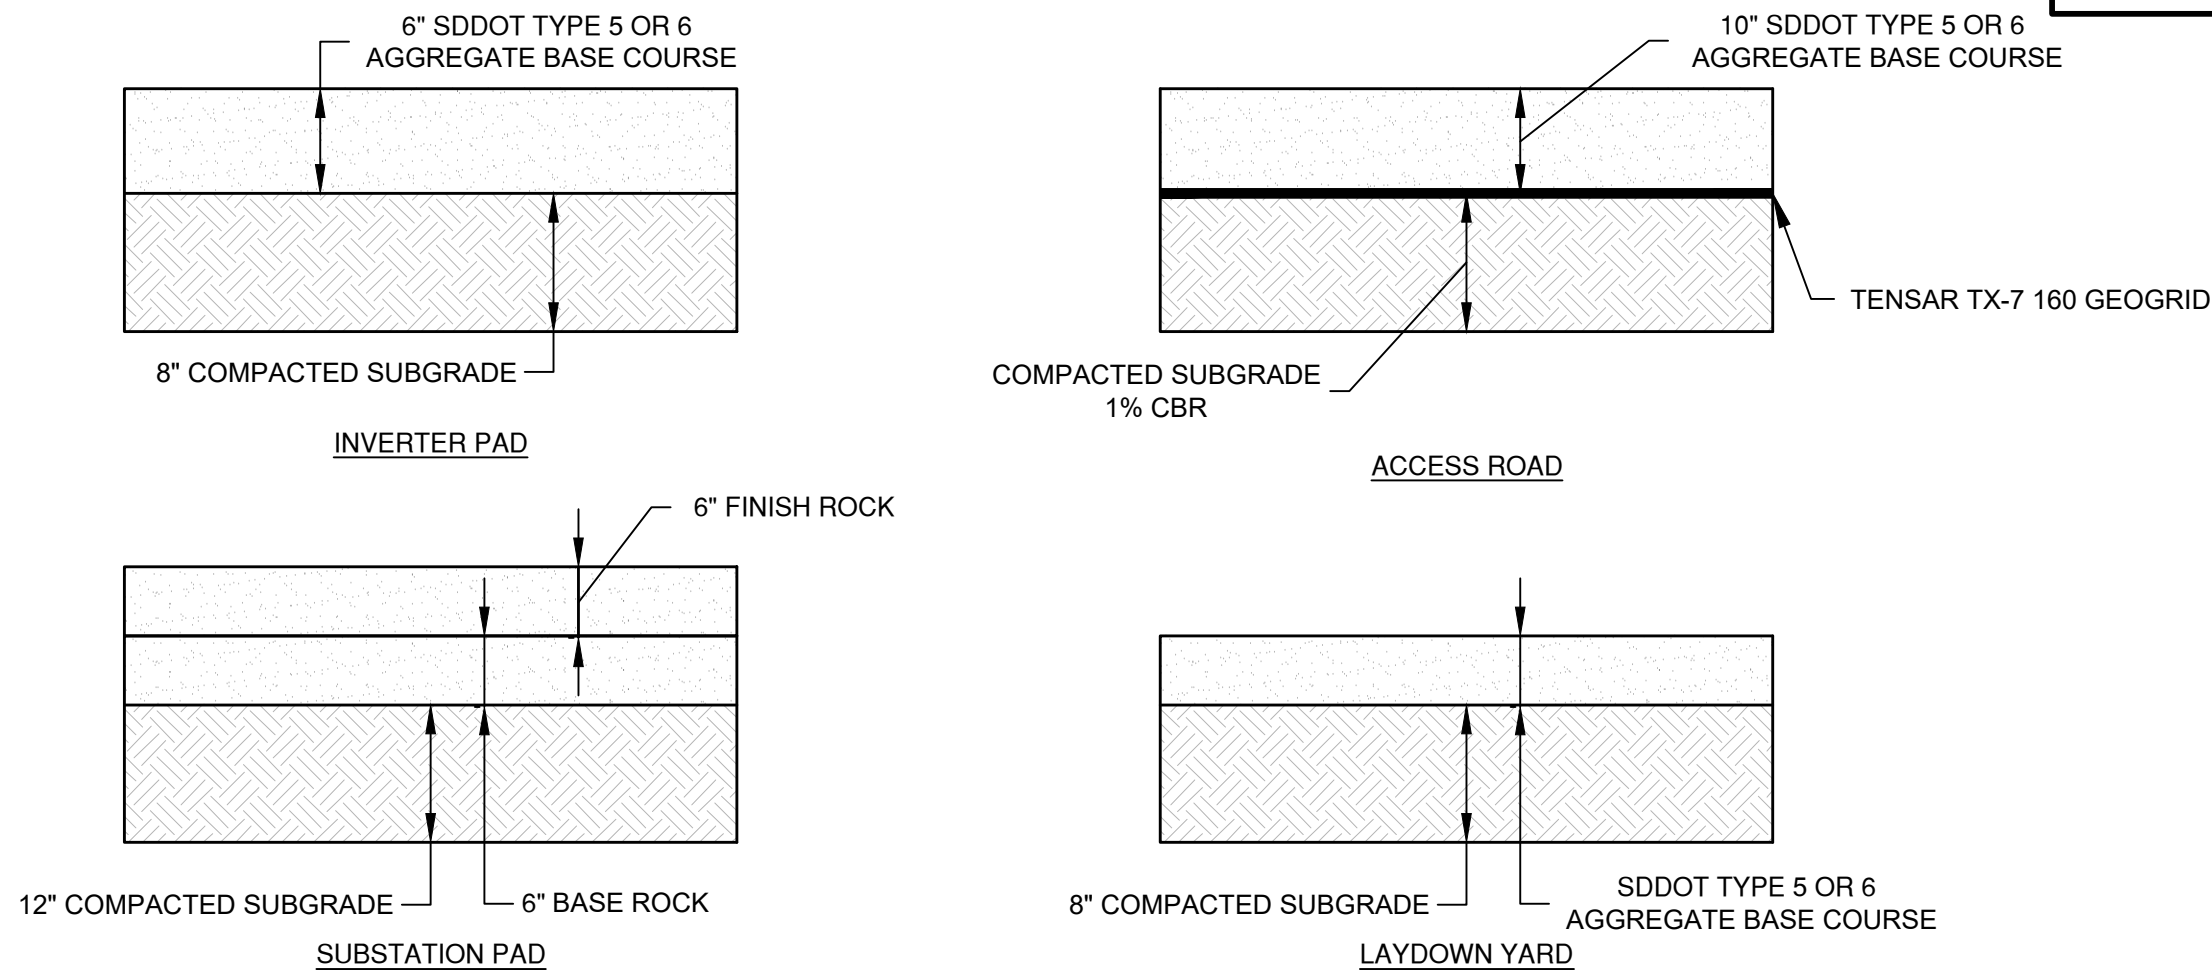 6" SDDOT TYPE 5 OR 6
AGGREGATE BASE COURSE
8" COMPACTED SUBGRADE
INVERTER PAD
10" SDDOT TYPE 5 OR 6
AGGREGATE BASE COURSE
TENSAR TX-7 160 GEOGRID
COMPACTED SUBGRADE
1% CBR
ACCESS ROAD
6" FINISH ROCK
12" COMPACTED SUBGRADE
6" BASE ROCK
SUBSTATION PAD
8" COMPACTED SUBGRADE
SDDOT TYPE 5 OR 6
AGGREGATE BASE COURSE
LAYDOWN YARD